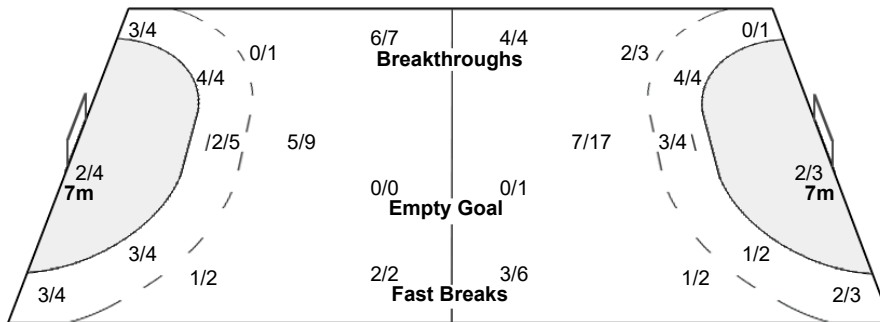 3/4 0/1 6/7 4/4 2/3 0/1
Breakthroughs
4/4 4/4
2/5 5/9 7/17 3/4
2/4 2/3
7m 0/0 0/1 7m
Empty Goal
3/4 1/2
1/2 2/2 3/6 1/2
3/4 Fast Breaks 2/3